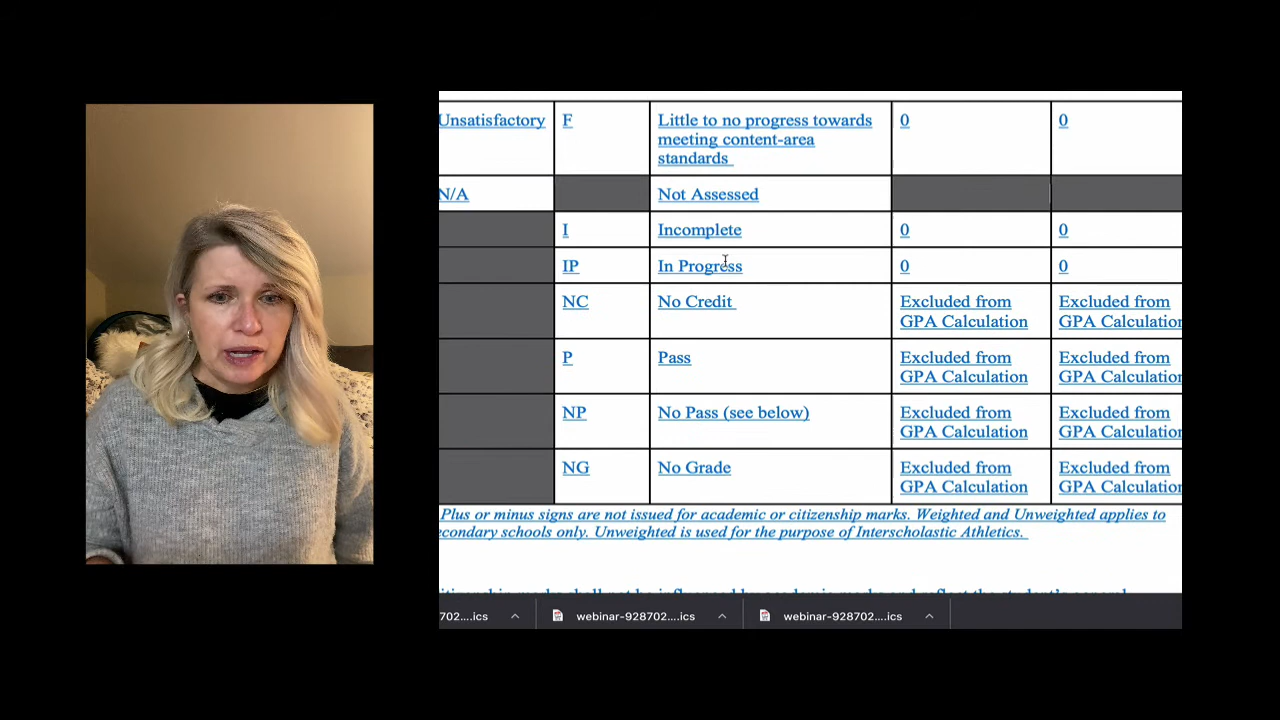 Unsatisfactory F Little to no progress towards 0 0
meeting content-area
standards
N/A Not Assessed
I Incomplete 0 0
IP In Progress 0 0
NC No Credit Excluded from Excluded from
GPA Calculation GPA Calculation
P Pass Excluded from Excluded from
GPA Calculation GPA Calculation
NP No Pass (see below) Excluded from Excluded from
GPA Calculation GPA Calculation
NG No Grade Excluded from Excluded from
GPA Calculation GPA Calculation
Plus or minus signs are not issued for academic or citizenship marks. Weighted and Unweighted applies to
econdary schools only. Unweighted is used for the purpose of Interscholastic Athletics.
702....ics webinar-928702....ics webinar-928702....ics